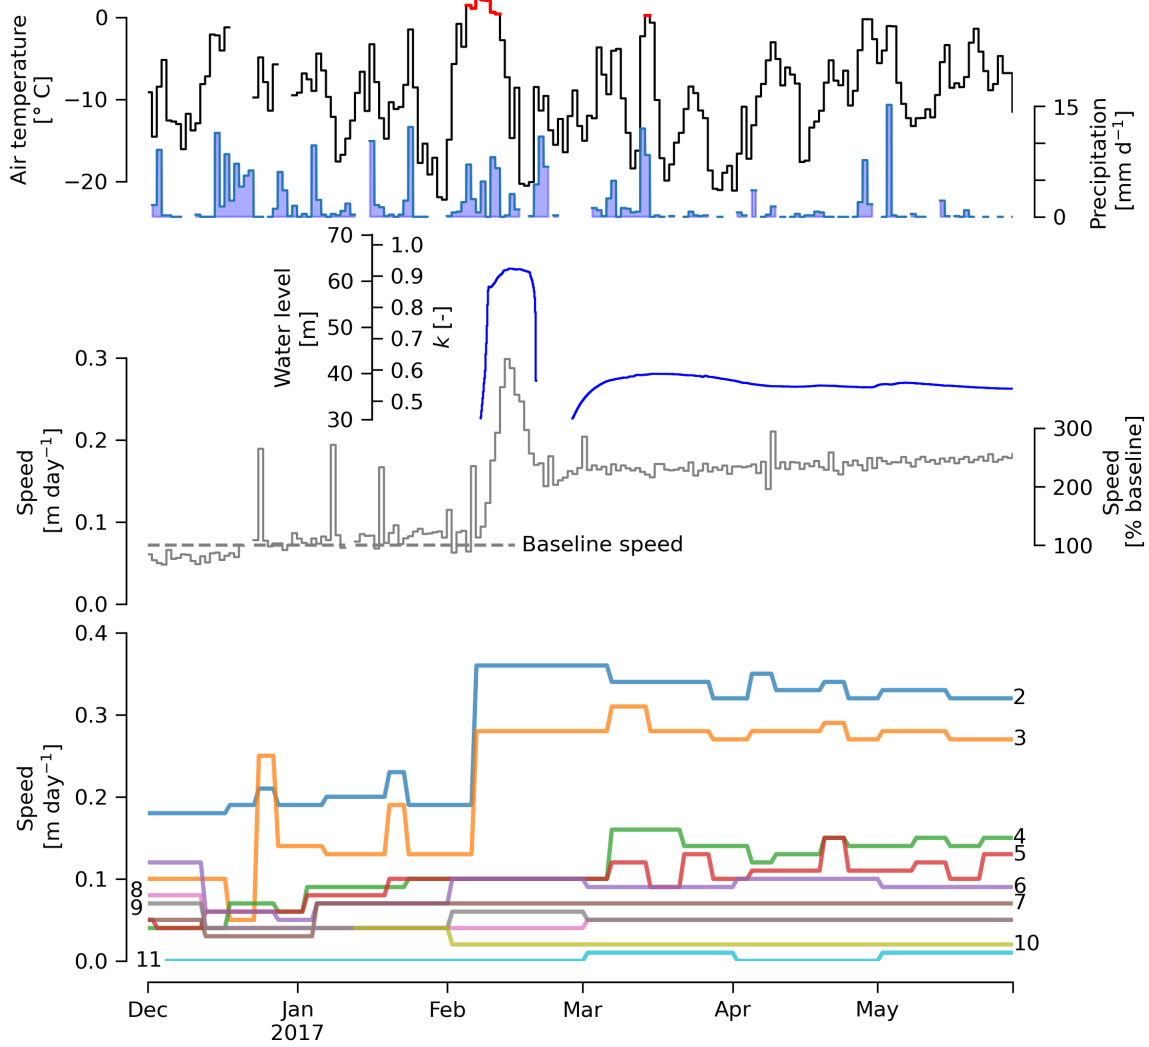 Air temperature
[° C]
0
−10
−20
15
0
Precipitation
[mm d⁻¹]
Water level
[m]
70
60
50
40
30
1.0
0.9
0.8
0.7
0.6
0.5
k [-]
Speed
[m day⁻¹]
0.3
0.2
0.1
0.0
Baseline speed
300
200
100
Speed
[% baseline]
Speed
[m day⁻¹]
0.4
0.3
0.2
0.1
0.0
8
9
11
2
3
4
5
6
7
10
Dec
Jan
2017
Feb
Mar
Apr
May